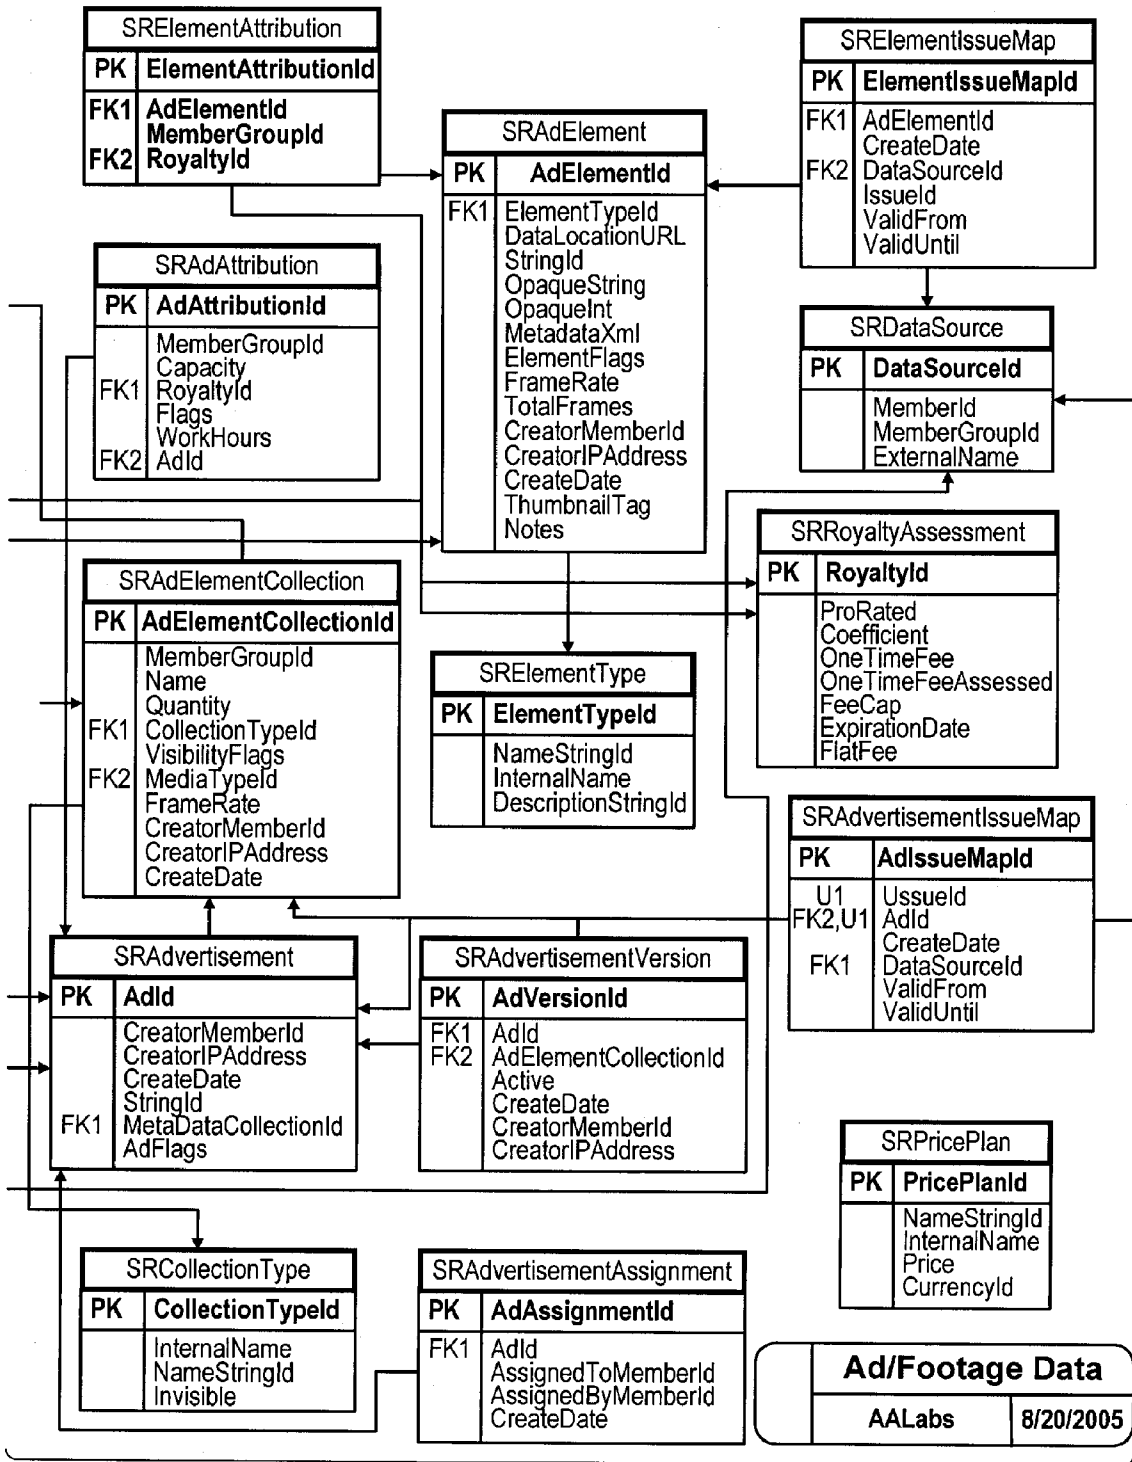 SRElementAttribution
PK ElementAttributionId
FK1 AdElementId
MemberGroupId
FK2 RoyaltyId
SRElementIssueMap
PK ElementIssueMapId
FK1 AdElementId
CreateDate
FK2 DataSourceId
IssueId
ValidFrom
ValidUntil
SRAdElement
PK AdElementId
FK1 ElementTypeId
DataLocationURL
StringId
OpaqueString
OpaqueInt
MetadataXml
ElementFlags
FrameRate
TotalFrames
CreatorMemberId
CreatorIPAddress
CreateDate
ThumbnailTag
Notes
SRAdAttribution
PK AdAttributionId
MemberGroupId
Capacity
FK1 RoyaltyId
Flags
WorkHours
FK2 AdId
SRDataSource
PK DataSourceId
MemberId
MemberGroupId
ExternalName
SRRoyaltyAssessment
PK RoyaltyId
ProRated
Coefficient
OneTimeFee
OneTimeFeeAssessed
FeeCap
ExpirationDate
FlatFee
SRAdElementCollection
PK AdElementCollectionId
MemberGroupId
Name
Quantity
FK1 CollectionTypeId
VisibilityFlags
FK2 MediaTypeId
FrameRate
CreatorMemberId
CreatorIPAddress
CreateDate
SRElementType
PK ElementTypeId
NameStringId
InternalName
DescriptionStringId
SRAdvertisementIssueMap
PK AdIssueMapId
U1 UssueId
FK2,U1 AdId
CreateDate
FK1 DataSourceId
ValidFrom
ValidUntil
SRAdvertisement
PK AdId
CreatorMemberId
CreatorIPAddress
CreateDate
StringId
FK1 MetaDataCollectionId
AdFlags
SRAdvertisementVersion
PK AdVersionId
FK1 AdId
FK2 AdElementCollectionId
Active
CreateDate
CreatorMemberId
CreatorIPAddress
SRPricePlan
PK PricePlanId
NameStringId
InternalName
Price
CurrencyId
SRCollectionType
PK CollectionTypeId
InternalName
NameStringId
Invisible
SRAdvertisementAssignment
PK AdAssignmentId
FK1 AdId
AssignedToMemberId
AssignedByMemberId
CreateDate
Ad/Footage Data
AALabs 8/20/2005